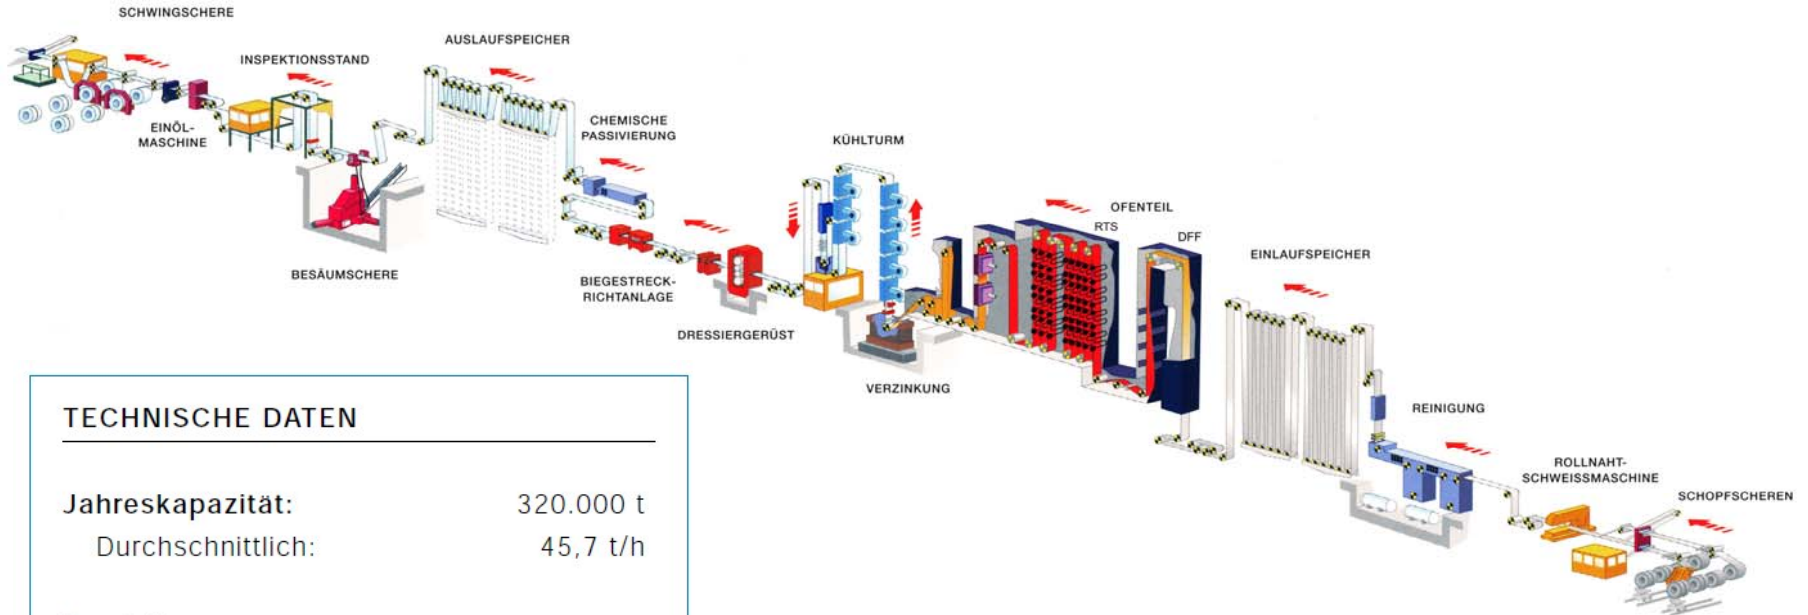 SCHWINGSCHERE
AUSLAUFSPEICHER
INSPEKTIONSSTAND
EINÖL-
MASCHINE
CHEMISCHE
PASSIVIERUNG
KÜHLTURM
BESÄUMSCHERE
BIEGESTRECK-
RICHTANLAGE
DRESSIERGERÜST
VERZINKUNG
OFENTEIL
RTS
DFF
EINLAUFSPEICHER
REINIGUNG
ROLLNAHT-
SCHWEISSMASCHINE
SCHOPFSCHEREN
TECHNISCHE DATEN
Jahreskapazität: 320.000 t
Durchschnittlich: 45,7 t/h